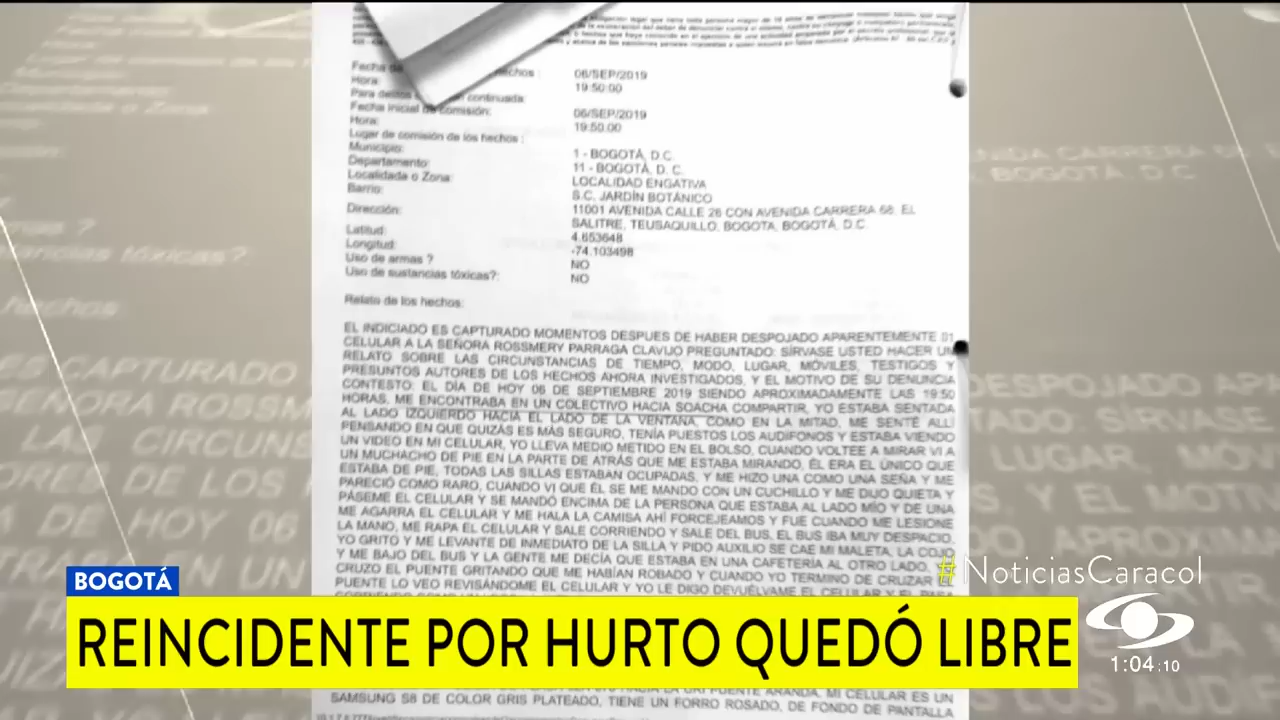 Fecha de
hechos :
06/SEP/2019
Hora:
19:50:00
Para delitos
continuada:
Fecha inicial de comisión:
06/SEP/2019
Hora:
19:50:00
Lugar de comisión de los hechos :
Municipio:
1 - BOGOTÁ, D.C.
Departamento:
11 - BOGOTÁ, D. C.
Localidad o Zona:
LOCALIDAD ENGATIVA
Barrio:
S.C. JARDÍN BOTÁNICO
Dirección:
11001 AVENIDA CALLE 26 CON AVENIDA CARRERA 68, EL
SALITRE, TEUSAQUILLO, BOGOTA, BOGOTÁ, D.C.
Latitud:
4.653648
Longitud:
-74.103498
Uso de armas ?
NO
Uso de sustancias tóxicas?:
NO
Relato de los hechos:
EL INDICIADO ES CAPTURADO MOMENTOS DESPUES DE HABER DESPOJADO APARENTEMENTE 01
CELULAR A LA SEÑORA ROSSMERY PARRAGA CLAVIJO PREGUNTADO: SÍRVASE USTED HACER UN
RELATO SOBRE LAS CIRCUNSTANCIAS DE TIEMPO, MODO, LUGAR, MÓVILES, TESTIGOS Y
PRESUNTOS AUTORES DE LOS HECHOS AHORA INVESTIGADOS, Y EL MOTIVO DE SU DENUNCIA
CONTESTO: EL DÍA DE HOY 06 DE SEPTIEMBRE 2019 SIENDO APROXIMADAMENTE LAS 19:50
HORAS, ME ENCONTRABA EN UN COLECTIVO HACIA SOACHA COMPARTIR, YO ESTABA SENTADA
AL LADO IZQUIERDO HACIA EL LADO DE LA VENTANA, COMO EN LA MITAD, ME SENTÉ ALLÍ
PENSANDO EN QUE QUIZÁS ES MÁS SEGURO, TENÍA PUESTOS LOS AUDÍFONOS Y ESTABA VIENDO
UN VIDEO EN MI CELULAR, YO LLEVA MEDIO METIDO EN EL BOLSO, CUANDO VOLTEÉ A MIRAR VI A
UN MUCHACHO DE PIE EN LA PARTE DE ATRÁS QUE ME ESTABA MIRANDO, ÉL ERA EL ÚNICO QUE
ESTABA DE PIE, TODAS LAS SILLAS ESTABAN OCUPADAS, Y ME HIZO UNA COMO UNA SEÑA Y ME
PARECIÓ COMO RARO, CUANDO VI QUE ÉL SE ME MANDO CON UN CUCHILLO Y ME DIJO QUIETA Y
PÁSEME EL CELULAR Y SE MANDÓ ENCIMA DE LA PERSONA QUE ESTABA AL LADO MÍO Y DE UNA
ME AGARRA EL CELULAR Y ME HALA LA CAMISA AHÍ FORCEJEAMOS Y FUE CUANDO ME LESIONE
LA MANO, ME RAPA EL CELULAR Y SALE CORRIENDO Y SALE DEL BUS, EL BUS IBA MUY DESPACIO,
YO GRITO Y ME LEVANTE DE INMEDIATO DE LA SILLA Y PIDO AUXILIO SE CAE MI MALETA, LA COJO
Y ME BAJO DEL BUS Y LA GENTE ME DECÍA QUE ESTABA EN UNA CAFETERÍA AL OTRO LADO,
CRUZO EL PUENTE GRITANDO QUE ME HABÍAN ROBADO Y CUANDO YO TERMINO DE CRUZAR EL
PUENTE LO VEO REVISÁNDOME EL CELULAR Y YO LE DIGO DEVUÉLVAME EL CELULAR Y
#NoticiasCaracol
BOGOTÁ
REINCIDENTE POR HURTO QUEDÓ LIBRE
1:04:10
PUENTE ARANDA, MI CELULAR ES UN
SAMSUNG S8 DE COLOR GRIS PLATEADO, TIENE UN FORRO ROSADO, DE FONDO DE PANTALLA